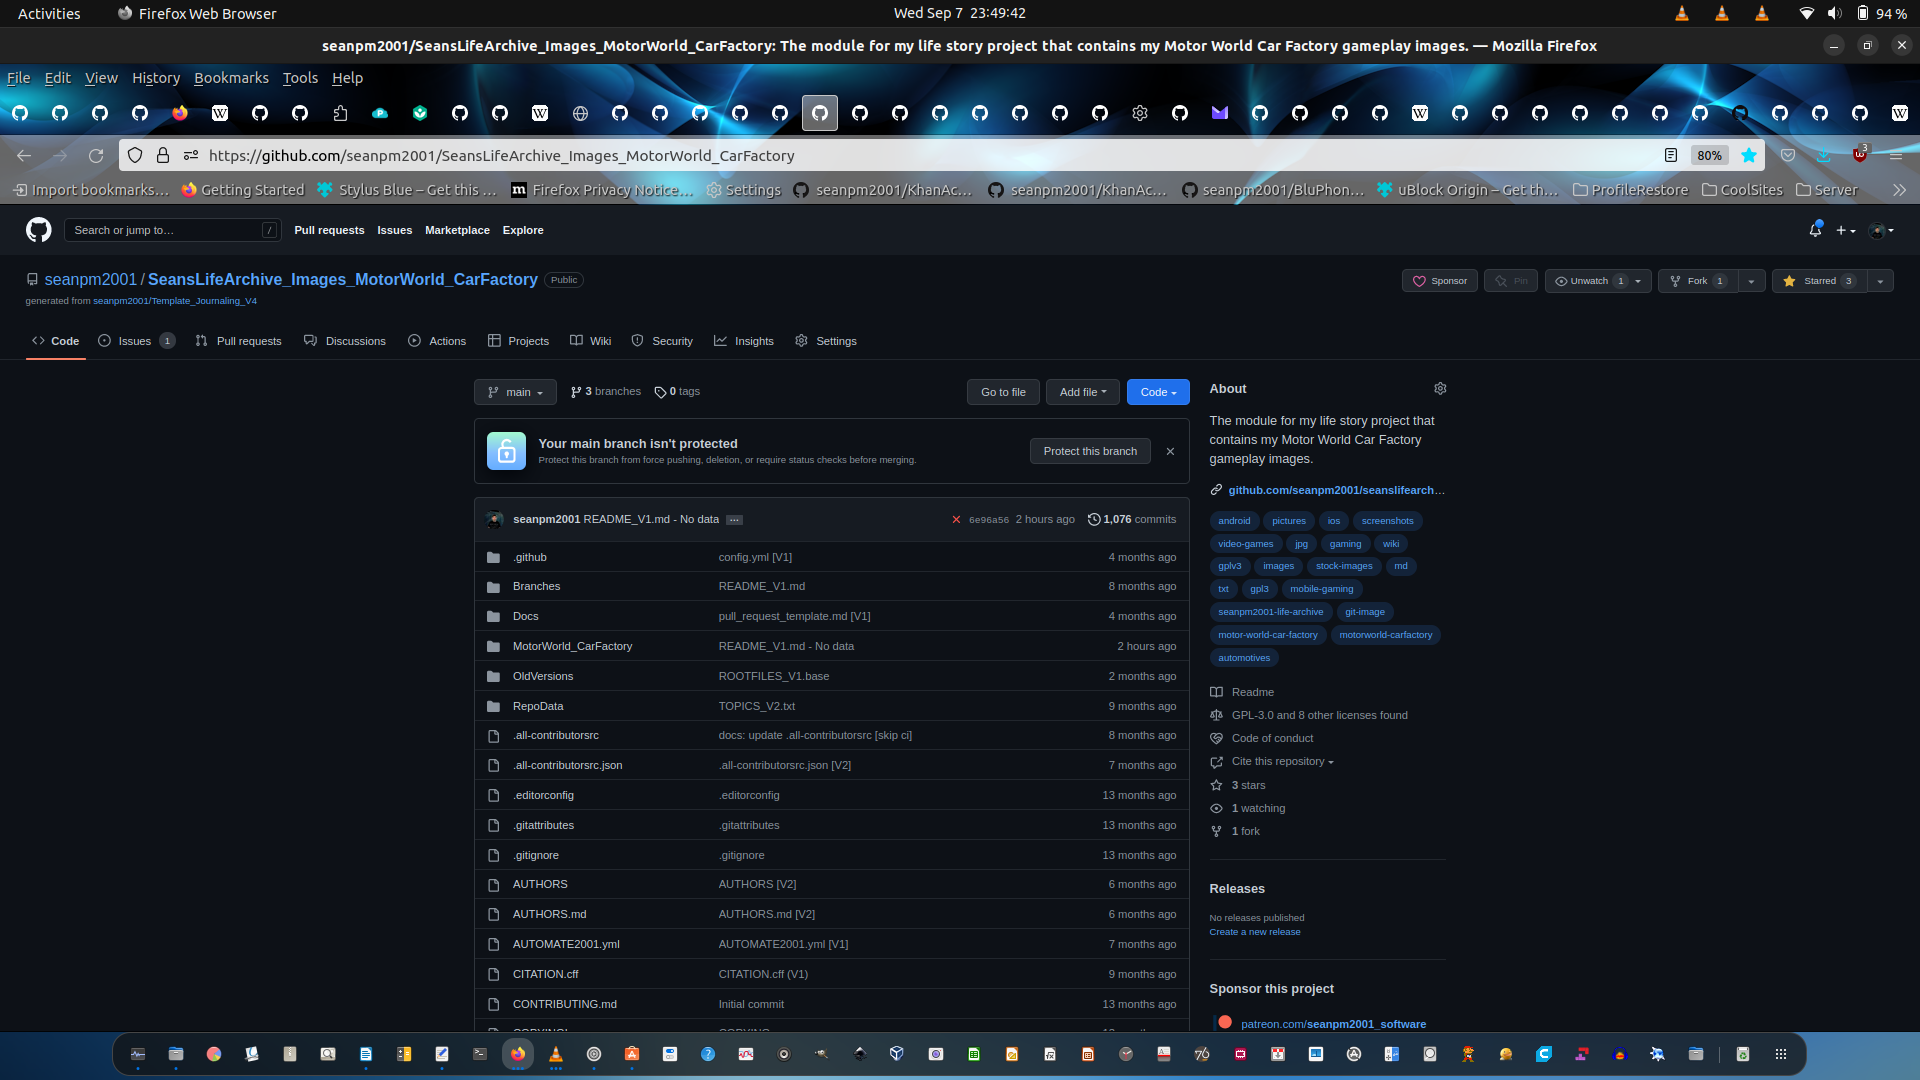 Activities Firefox Web Browser Wed Sep 7 23:49:42 94 %
seanpm2001/SeansLifeArchive_Images_MotorWorld_CarFactory: The module for my life story project that contains my Motor World Car Factory gameplay images. — Mozilla Firefox
File Edit View History Bookmarks Tools Help
https://github.com/seanpm2001/SeansLifeArchive_Images_MotorWorld_CarFactory 80% 3
Import bookmarks… Getting Started Stylus Blue – Get this … Firefox Privacy Notice… Settings seanpm2001/KhanAc… seanpm2001/KhanAc… seanpm2001/BluPhon… uBlock Origin – Get th… ProfileRestore CoolSites Server
Search or jump to… / Pull requests Issues Marketplace Explore
seanpm2001 / SeansLifeArchive_Images_MotorWorld_CarFactory Public Sponsor Pin Unwatch 1 Fork 1 Starred 3
generated from seanpm2001/Template_Journaling_V4
Code Issues 1 Pull requests Discussions Actions Projects Wiki Security Insights Settings
main 3 branches 0 tags Go to file Add file Code
Your main branch isn't protected
Protect this branch from force pushing, deletion, or require status checks before merging.
Protect this branch
seanpm2001 README_V1.md - No data … 6e96a56 2 hours ago 1,076 commits
.github config.yml [V1] 4 months ago
Branches README_V1.md 8 months ago
Docs pull_request_template.md [V1] 4 months ago
MotorWorld_CarFactory README_V1.md - No data 2 hours ago
OldVersions ROOTFILES_V1.base 2 months ago
RepoData TOPICS_V2.txt 9 months ago
.all-contributorsrc docs: update .all-contributorsrc [skip ci] 8 months ago
.all-contributorsrc.json .all-contributorsrc.json [V2] 7 months ago
.editorconfig .editorconfig 13 months ago
.gitattributes .gitattributes 13 months ago
.gitignore .gitignore 13 months ago
AUTHORS AUTHORS [V2] 6 months ago
AUTHORS.md AUTHORS.md [V2] 6 months ago
AUTOMATE2001.yml AUTOMATE2001.yml [V1] 7 months ago
CITATION.cff CITATION.cff (V1) 9 months ago
CONTRIBUTING.md Initial commit 13 months ago
About
The module for my life story project that
contains my Motor World Car Factory
gameplay images.
github.com/seanpm2001/seanslifearch…
android pictures ios screenshots
video-games jpg gaming wiki
gplv3 images stock-images md
txt gpl3 mobile-gaming
seanpm2001-life-archive git-image
motor-world-car-factory motorworld-carfactory
automotives
Readme
GPL-3.0 and 8 other licenses found
Code of conduct
Cite this repository
3 stars
1 watching
1 fork
Releases
No releases published
Create a new release
Sponsor this project
patreon.com/seanpm2001_software